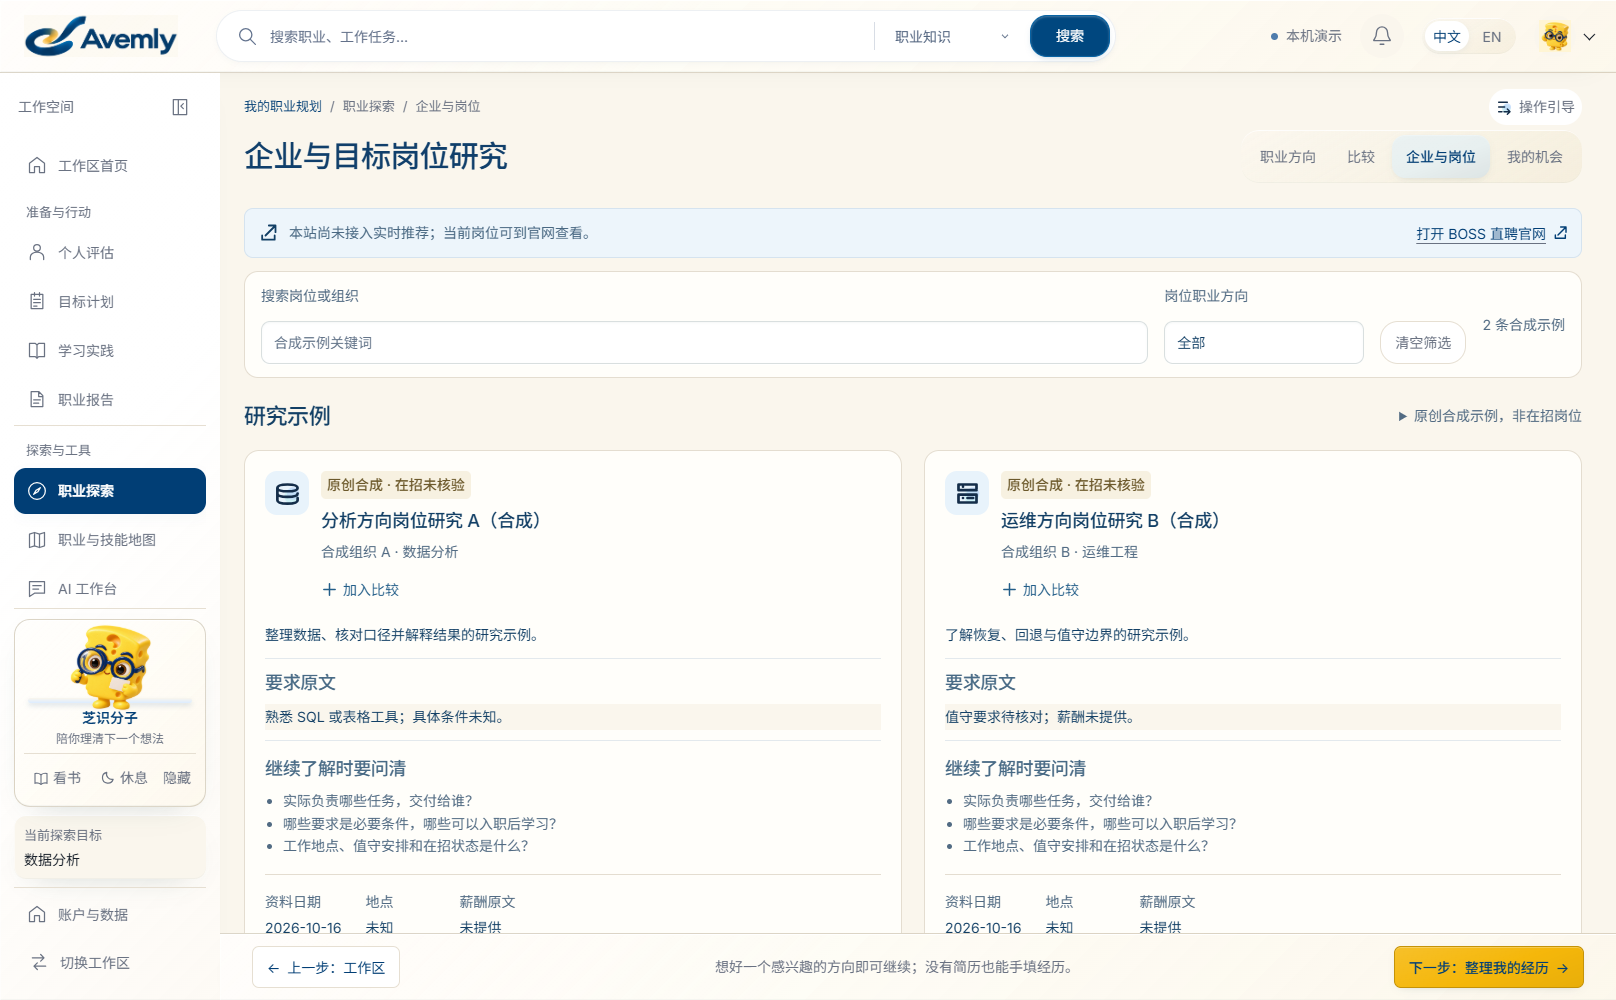 Avemly
搜索职业、工作任务...
职业知识
搜索
本机演示
中文
EN
工作空间
工作区首页
准备与行动
个人评估
目标计划
学习实践
职业报告
探索与工具
职业探索
职业与技能地图
AI 工作台
芝识分子
陪你理清下一个想法
看书
休息
隐藏
当前探索目标
数据分析
账户与数据
切换工作区
我的职业规划 / 职业探索 / 企业与岗位
操作引导
企业与目标岗位研究
职业方向
比较
企业与岗位
我的机会
本站尚未接入实时推荐；当前岗位可到官网查看。
打开 BOSS 直聘官网
搜索岗位或组织
合成示例关键词
岗位职业方向
全部
清空筛选
2 条合成示例
研究示例
原创合成示例，非在招岗位
原创合成 · 在招未核验
分析方向岗位研究 A（合成）
合成组织 A · 数据分析
加入比较
整理数据、核对口径并解释结果的研究示例。
要求原文
熟悉 SQL 或表格工具；具体条件未知。
继续了解时要问清
• 实际负责哪些任务，交付给谁？
• 哪些要求是必要条件，哪些可以入职后学习？
• 工作地点、值守安排和在招状态是什么？
资料日期 地点 薪酬原文
2026-10-16 未知 未提供
原创合成 · 在招未核验
运维方向岗位研究 B（合成）
合成组织 B · 运维工程
加入比较
了解恢复、回退与值守边界的研究示例。
要求原文
值守要求待核对；薪酬未提供。
继续了解时要问清
• 实际负责哪些任务，交付给谁？
• 哪些要求是必要条件，哪些可以入职后学习？
• 工作地点、值守安排和在招状态是什么？
资料日期 地点 薪酬原文
2026-10-16 未知 未提供
← 上一步：工作区
想好一个感兴趣的方向即可继续；没有简历也能手填经历。
下一步：整理我的经历 →